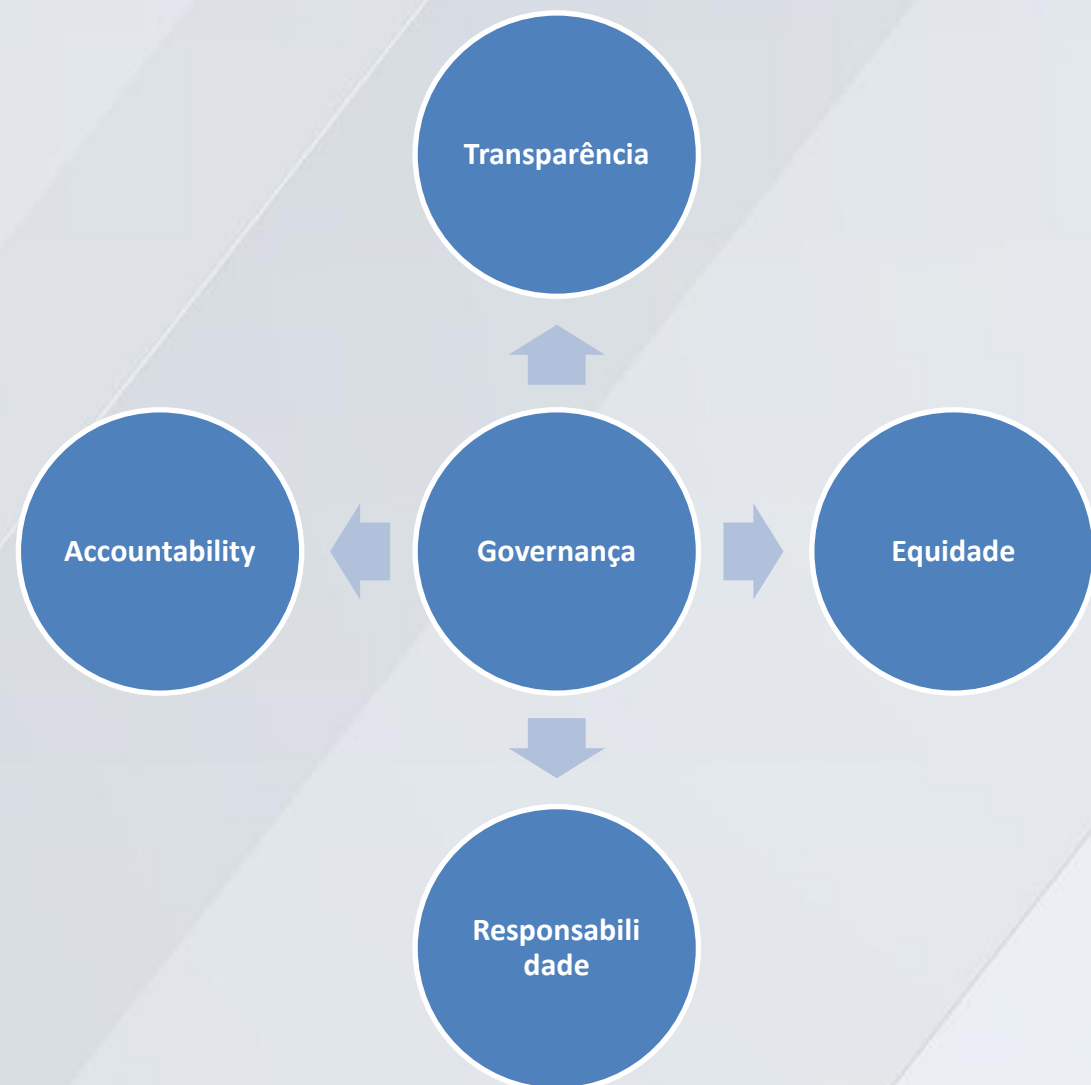 Transparência
Accountability
Governança
Equidade
Responsabili
dade